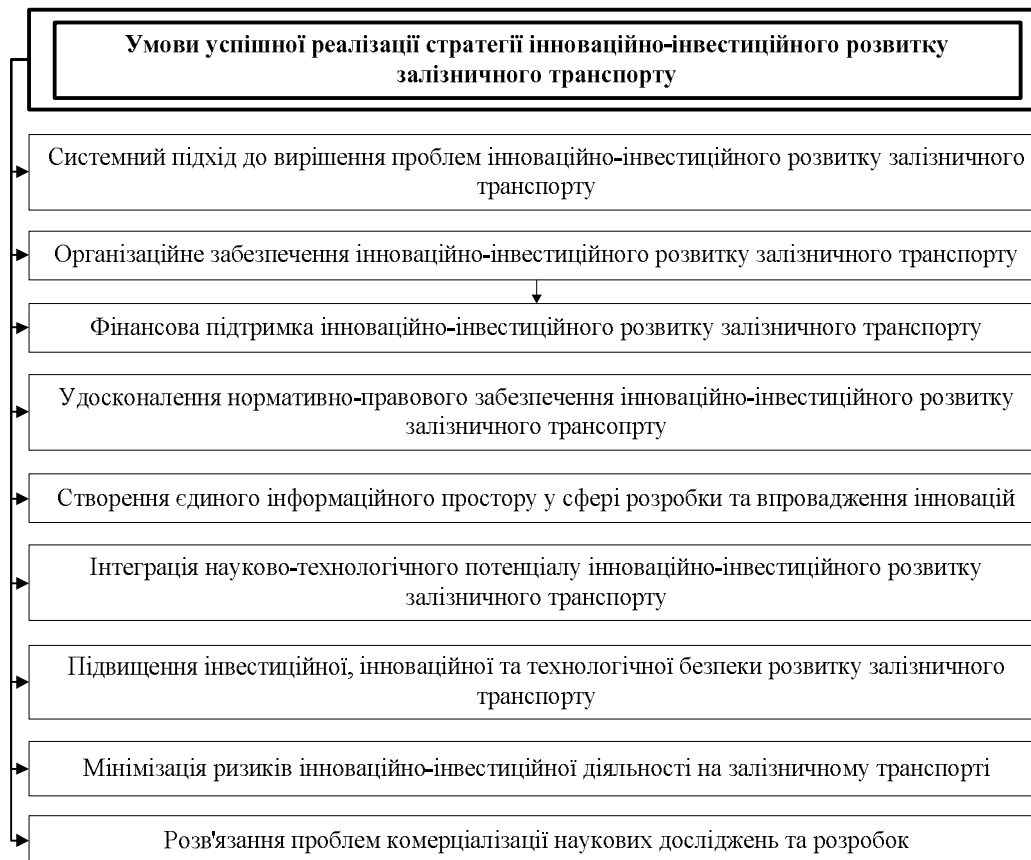 Умови успішної реалізації стратегії інноваційно-інвестиційного розвитку
залізничного транспорту
Системний підхід до вирішення проблем інноваційно-інвестиційного розвитку залізничного
транспорту
Організаційне забезпечення інноваційно-інвестиційного розвитку залізничного транспорту
Фінансова підтримка інноваційно-інвестиційного розвитку залізничного транспорту
Удосконалення нормативно-правового забезпечення інноваційно-інвестиційного розвитку
залізничного трансопрту
Створення єдиного інформаційного простору у сфері розробки та впровадження інновацій
Інтеграція науково-технологічного потенціалу інноваційно-інвестиційного розвитку
залізничного транспорту
Підвищення інвестиційної, інноваційної та технологічної безпеки розвитку залізничного
транспорту
Мінімізація ризиків інноваційно-інвестиційної діяльності на залізничному транспорті
Розв'язання проблем комерціалізації наукових досліджень та розробок